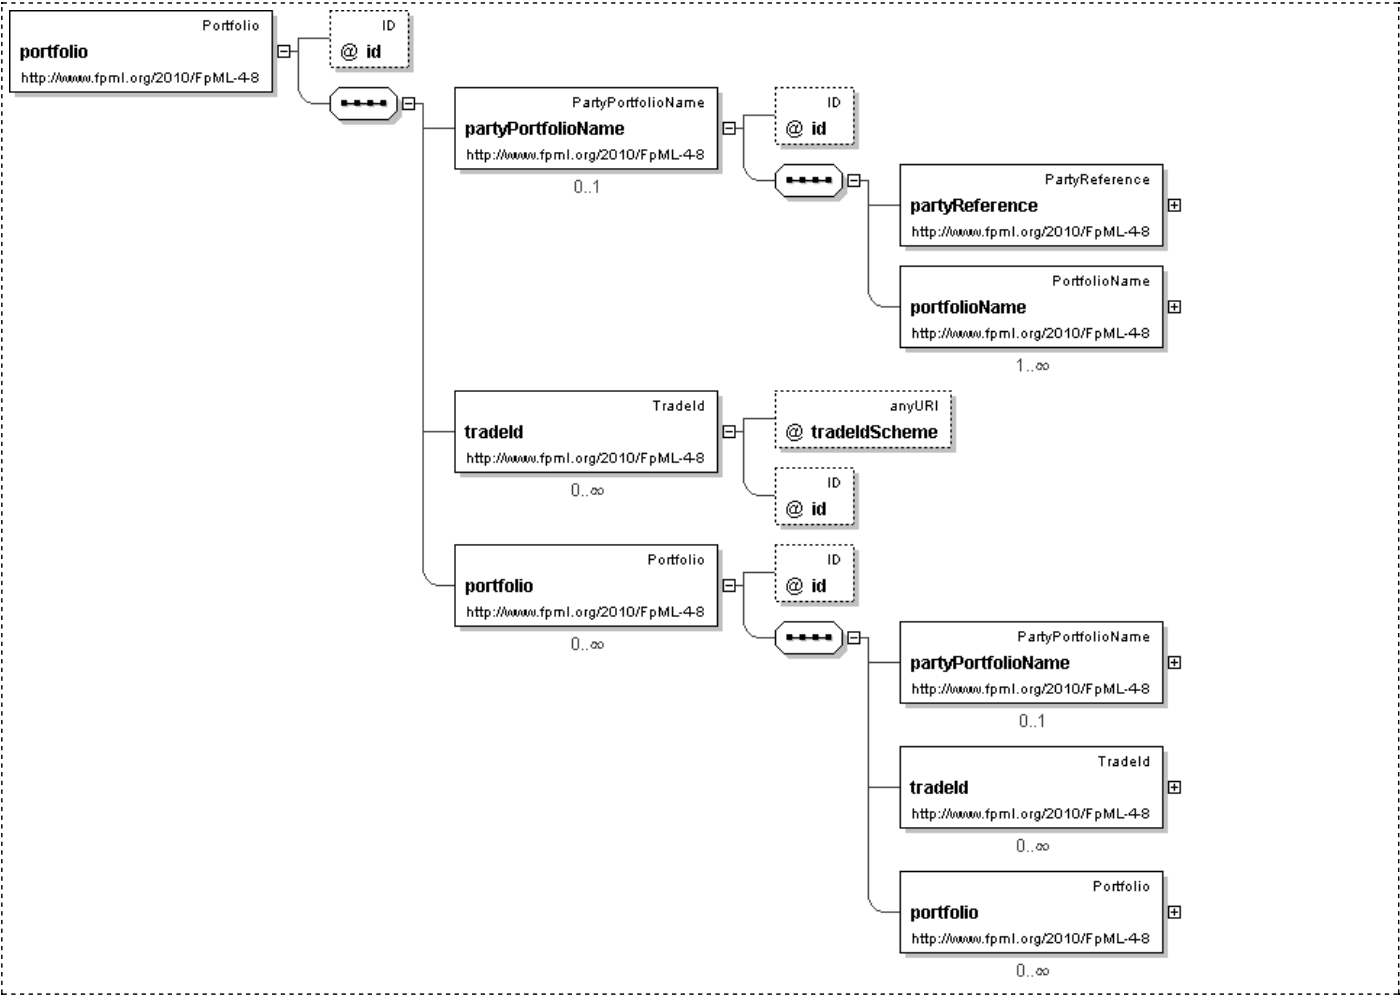 Portfolio
portfolio
http://www.fpml.org/2010/FpML-4-8
ID
@ id
PartyPortfolioName
partyPortfolioName
http://www.fpml.org/2010/FpML-4-8
0..1
ID
@ id
PartyReference
partyReference
http://www.fpml.org/2010/FpML-4-8
PortfolioName
portfolioName
http://www.fpml.org/2010/FpML-4-8
1..∞
TradeId
tradeId
http://www.fpml.org/2010/FpML-4-8
0..∞
anyURI
@ tradeIdScheme
ID
@ id
Portfolio
portfolio
http://www.fpml.org/2010/FpML-4-8
0..∞
ID
@ id
PartyPortfolioName
partyPortfolioName
http://www.fpml.org/2010/FpML-4-8
0..1
TradeId
tradeId
http://www.fpml.org/2010/FpML-4-8
0..∞
Portfolio
portfolio
http://www.fpml.org/2010/FpML-4-8
0..∞